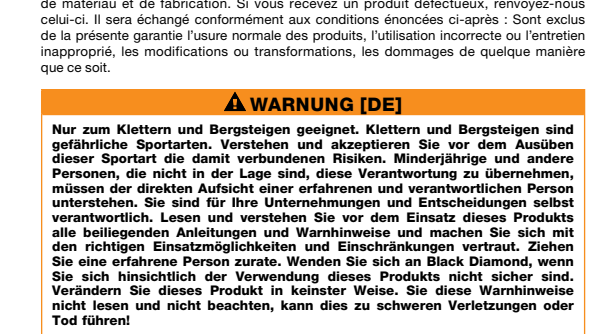 de matériau et de fabrication. Si vous recevez un produit défectueux, renvoyez-nous
celui-ci. Il sera échangé conformément aux conditions énoncées ci-après : Sont exclus
de la présente garantie l'usure normale des produits, l'utilisation incorrecte ou l'entretien
inapproprié, les modifications ou transformations, les dommages de quelque manière
que ce soit.
WARNUNG [DE]
Nur zum Klettern und Bergsteigen geeignet. Klettern und Bergsteigen sind
gefährliche Sportarten. Verstehen und akzeptieren Sie vor dem Ausüben
dieser Sportart die damit verbundenen Risiken. Minderjährige und andere
Personen, die nicht in der Lage sind, diese Verantwortung zu übernehmen,
müssen der direkten Aufsicht einer erfahrenen und verantwortlichen Person
unterstehen. Sie sind für Ihre Unternehmungen und Entscheidungen selbst
verantwortlich. Lesen und verstehen Sie vor dem Einsatz dieses Produkts
alle beiliegenden Anleitungen und Warnhinweise und machen Sie sich mit
den richtigen Einsatzmöglichkeiten und Einschränkungen vertraut. Ziehen
Sie eine erfahrene Person zurate. Wenden Sie sich an Black Diamond, wenn
Sie sich hinsichtlich der Verwendung dieses Produkts nicht sicher sind.
Verändern Sie dieses Produkt in keinster Weise. Sie diese Warnhinweise
nicht lesen und nicht beachten, kann dies zu schweren Verletzungen oder
Tod führen!